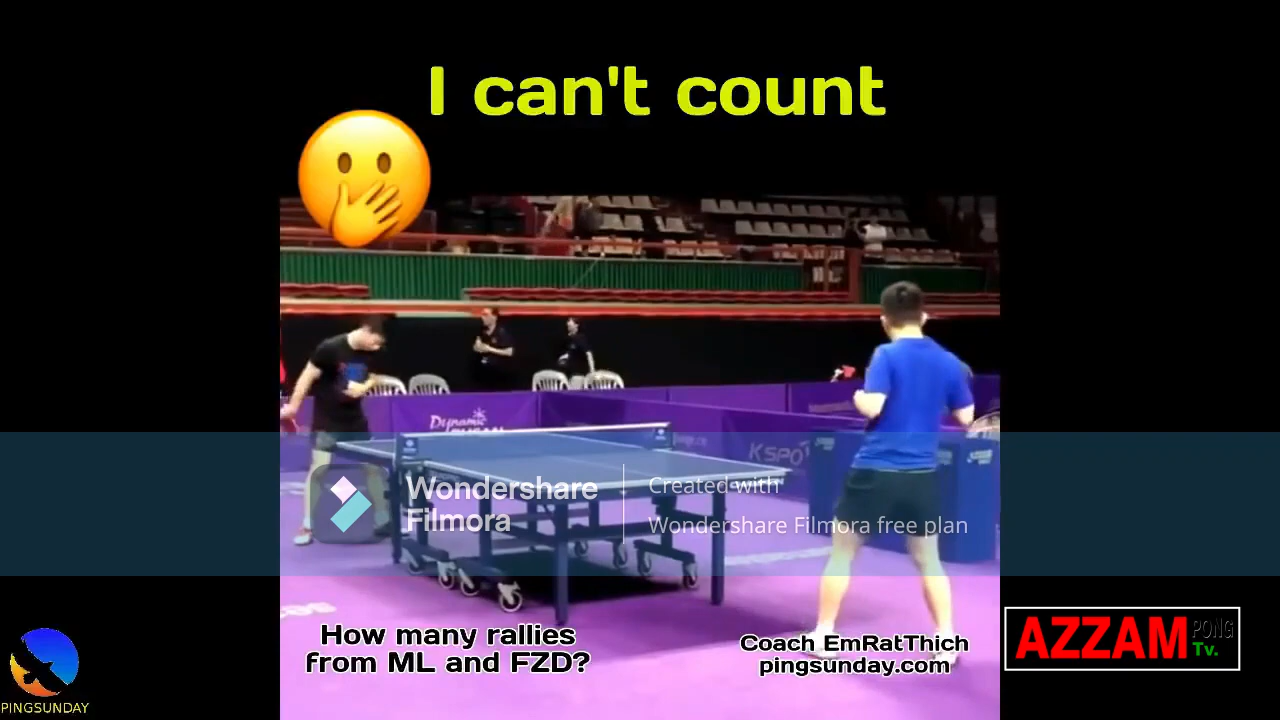 I can't count
Dynamic
KSPO
Wondershare
Filmora
Created with
Wondershare Filmora free plan
How many rallies
from ML and FZD?
Coach EmRatThich
pingsunday.com
AZZAM PONG
Tv.
PINGSUNDAY